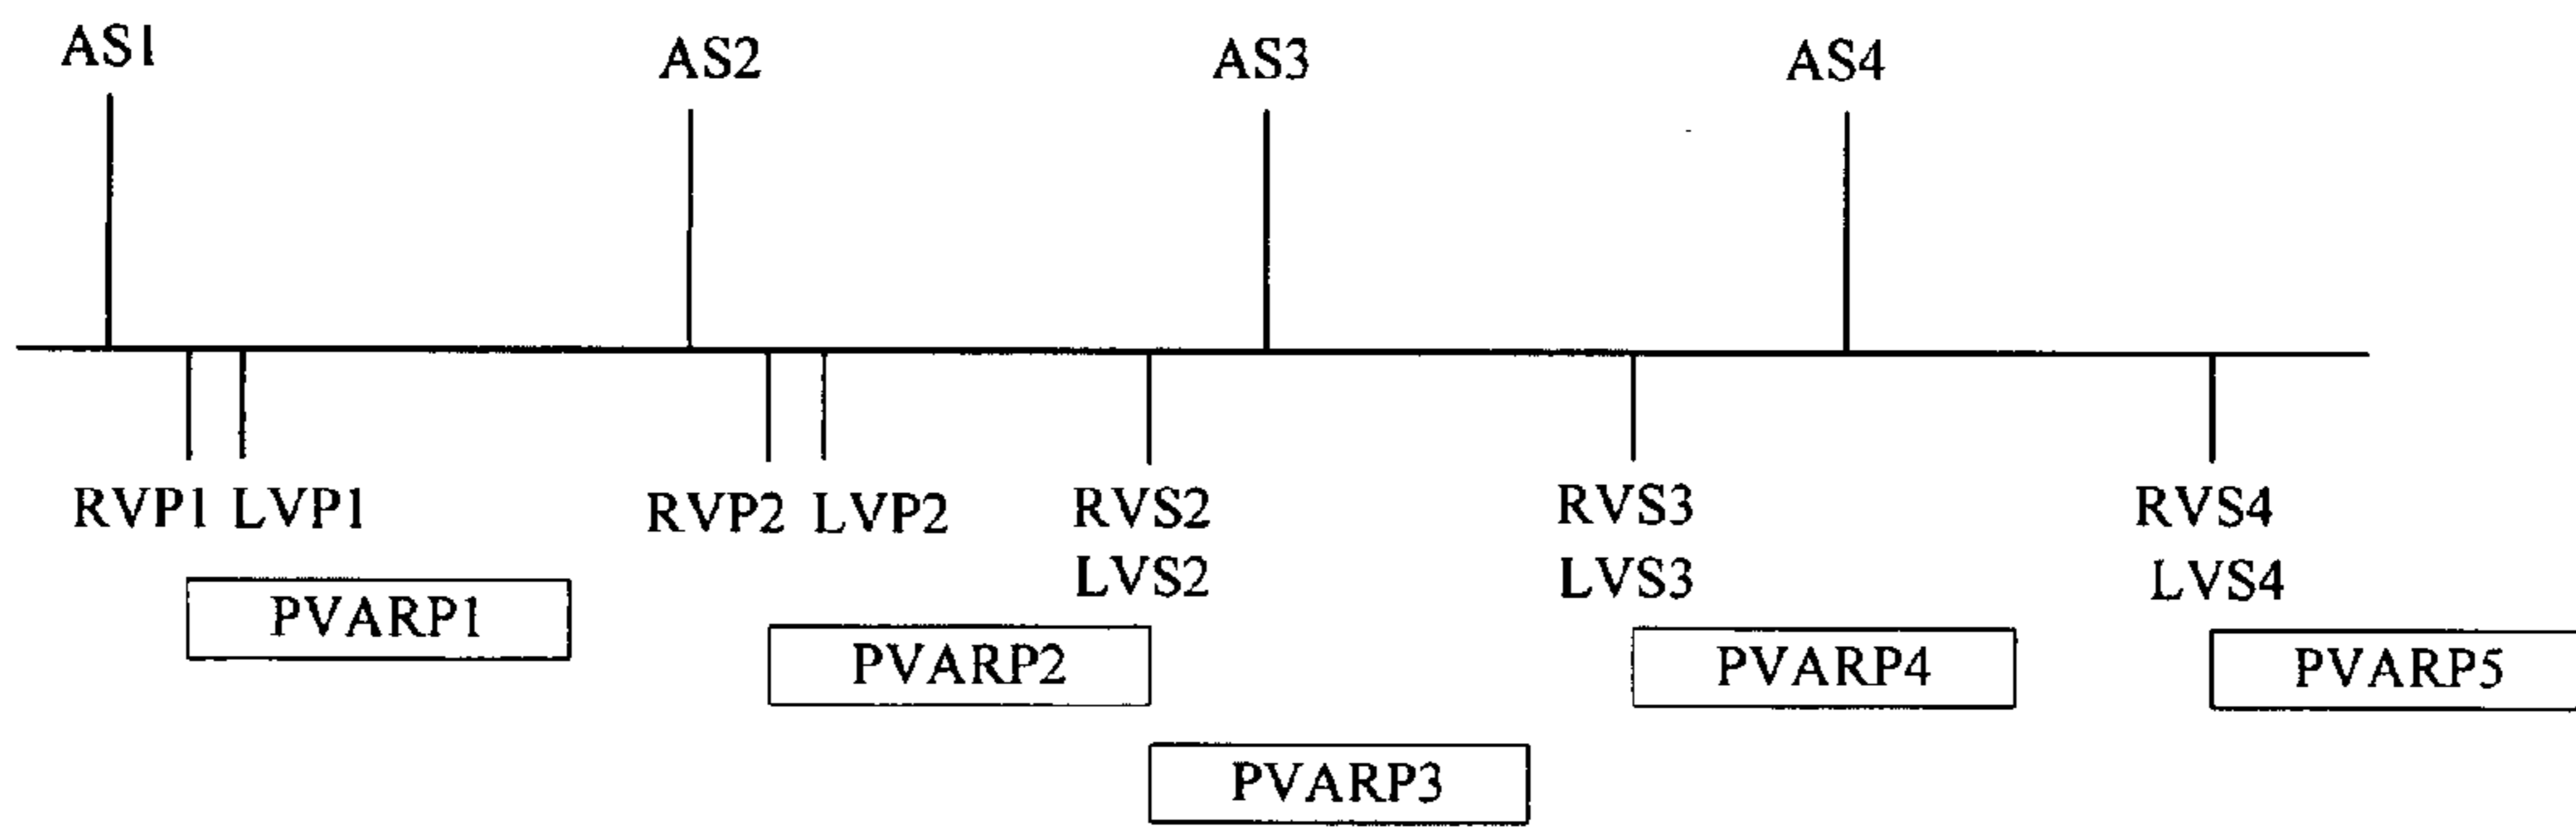 AS1 AS2 AS3 AS4
RVP1 LVP1 RVP2 LVP2 RVS2 RVS3 RVS4
LVS2 LVS3 LVS4
PVARP1
PVARP2 PVARP4 PVARP5
PVARP3